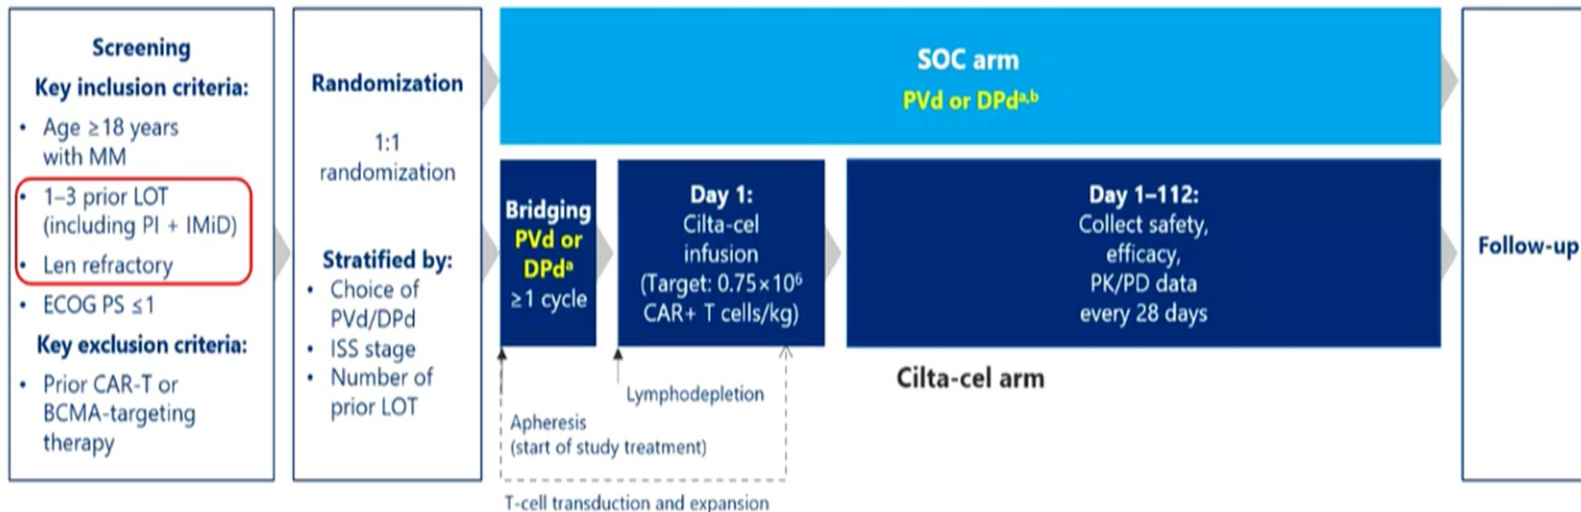 Screening
Key inclusion criteria:
• Age ≥18 years
with MM
• 1–3 prior LOT
(including PI + IMiD)
• Len refractory
• ECOG PS ≤1
Key exclusion criteria:
• Prior CAR-T or
BCMA-targeting
therapy
Randomization
1:1
randomization
Stratified by:
• Choice of
PVd/DPd
• ISS stage
• Number of
prior LOT
SOC arm
PVd or DPdᵃ,ᵇ
Bridging
PVd or
DPdᵃ
≥1 cycle
Day 1:
Cilta-cel
infusion
(Target: 0.75×10⁶
CAR+ T cells/kg)
Day 1–112:
Collect safety,
efficacy,
PK/PD data
every 28 days
Cilta-cel arm
Lymphodepletion
Apheresis
(start of study treatment)
T-cell transduction and expansion
Follow-up